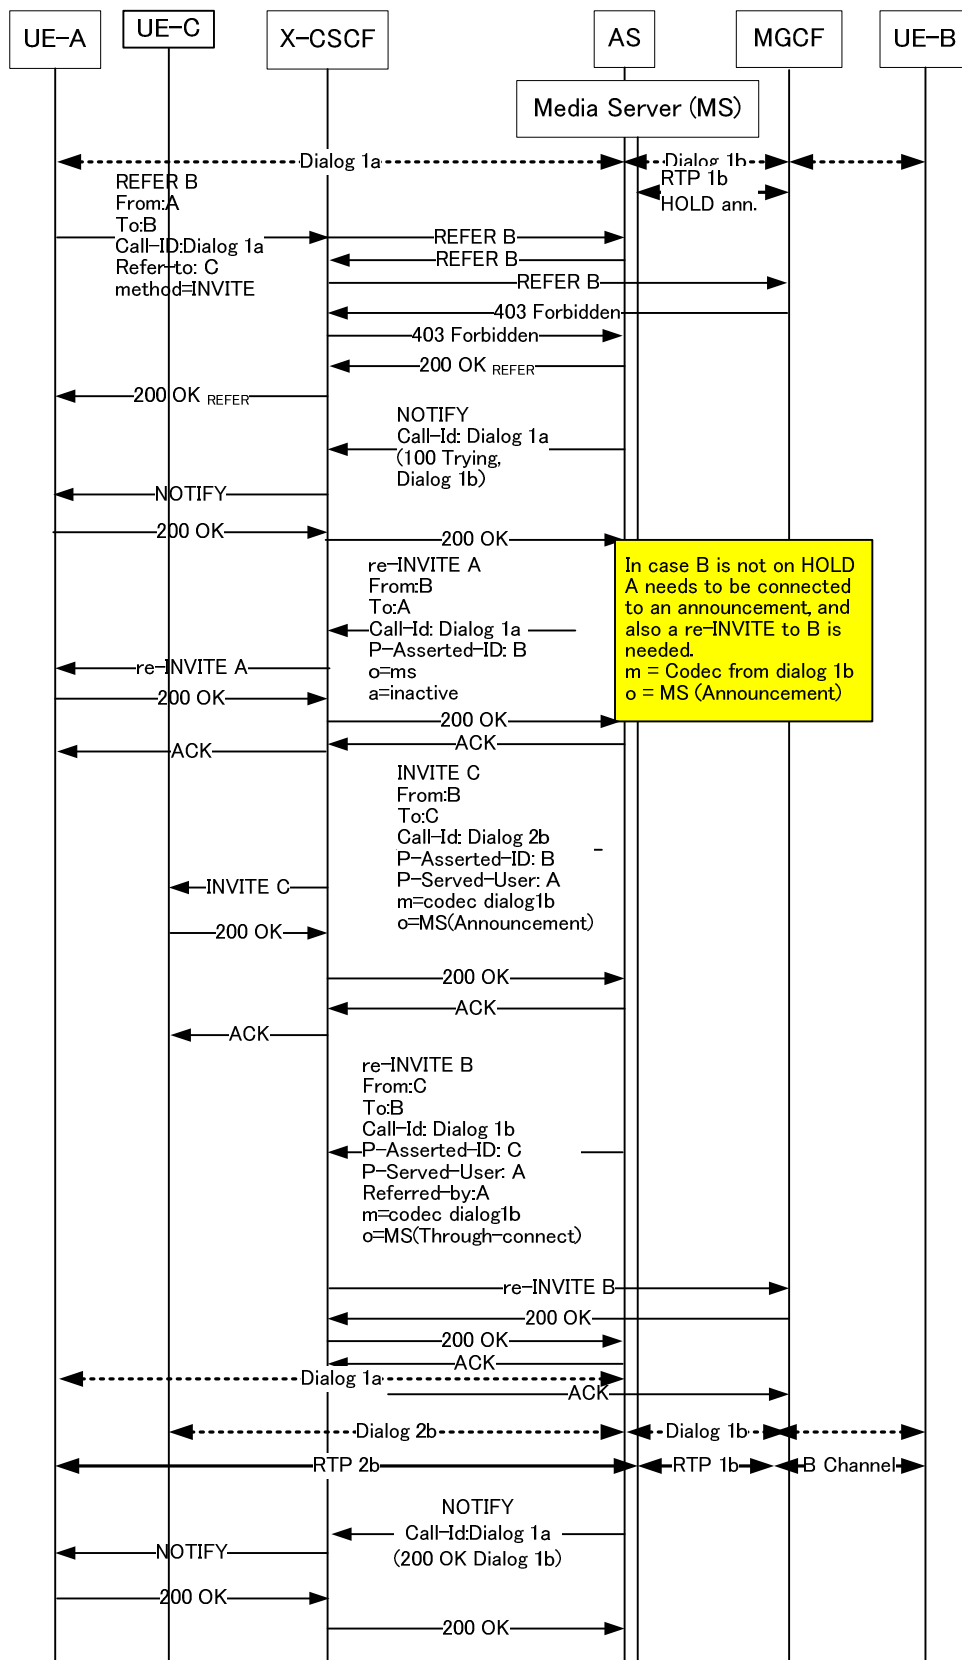 UE-A
UE-C
X-CSCF
AS
MGCF
UE-B
Media Server (MS)
Dialog 1a
Dialog 1b
RTP 1b
HOLD ann.
REFER B
From:A
To:B
Call-ID:Dialog 1a
Refer-to: C
method=INVITE
REFER B
REFER B
REFER B
403 Forbidden
403 Forbidden
200 OK REFER
200 OK REFER
NOTIFY
Call-Id: Dialog 1a
(100 Trying,
Dialog 1b)
NOTIFY
200 OK
200 OK
re-INVITE A
From:B
To:A
Call-Id: Dialog 1a
P-Asserted-ID: B
o=ms
a=inactive
In case B is not on HOLD
A needs to be connected
to an announcement, and
also a re-INVITE to B is
needed.
m = Codec from dialog 1b
o = MS (Announcement)
re-INVITE A
200 OK
200 OK
ACK
ACK
INVITE C
From:B
To:C
Call-Id: Dialog 2b
P-Asserted-ID: B
P-Served-User: A
m=codec dialog1b
o=MS(Announcement)
INVITE C
200 OK
200 OK
ACK
ACK
re-INVITE B
From:C
To:B
Call-Id: Dialog 1b
P-Asserted-ID: C
P-Served-User: A
Referred-by:A
m=codec dialog1b
o=MS(Through-connect)
re-INVITE B
200 OK
200 OK
ACK
Dialog 1a
ACK
Dialog 2b
Dialog 1b
RTP 2b
RTP 1b
B Channel
NOTIFY
Call-Id:Dialog 1a
(200 OK Dialog 1b)
NOTIFY
200 OK
200 OK